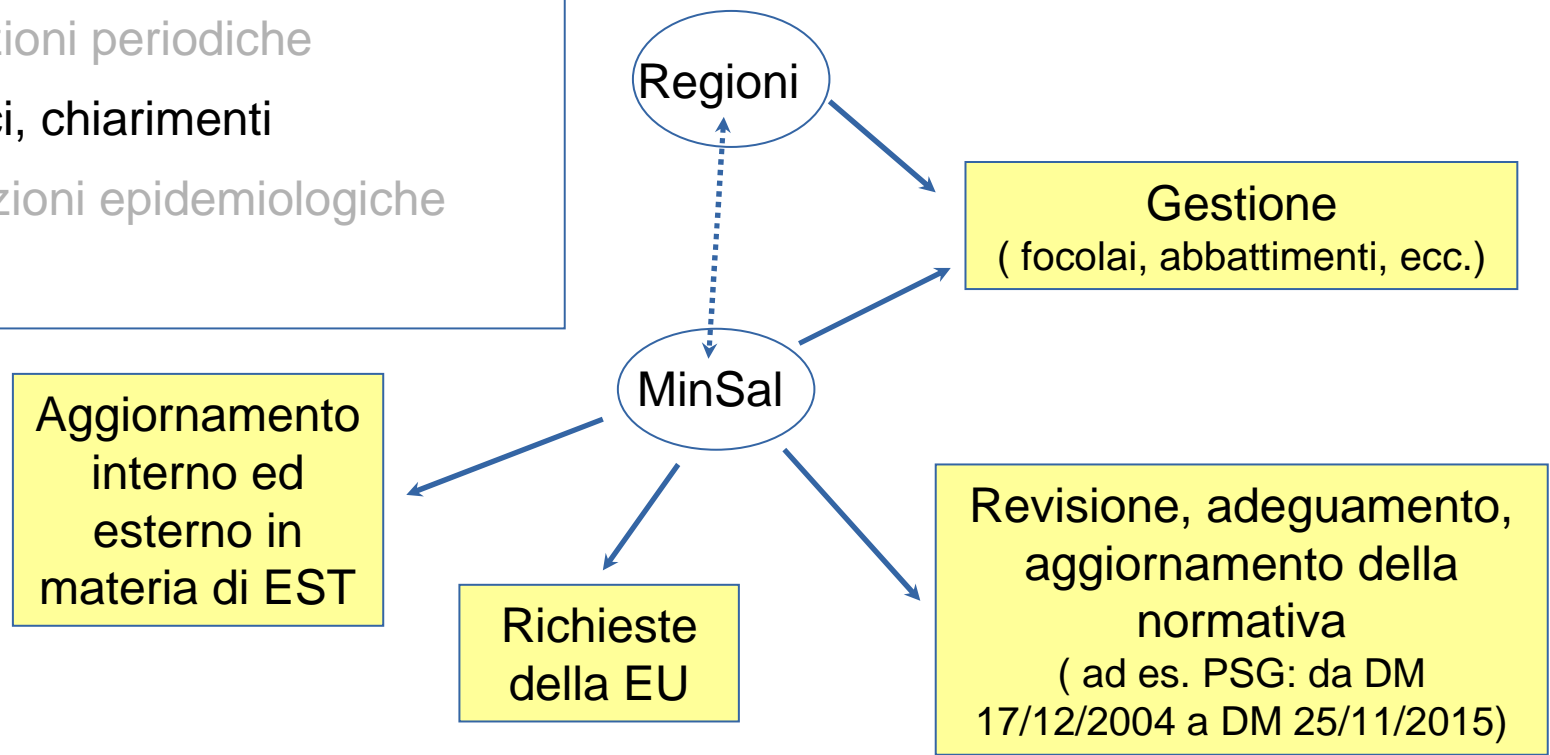 zioni periodiche
ci, chiarimenti
zioni epidemiologiche
Regioni
Gestione
( focolai, abbattimenti, ecc.)
MinSal
Aggiornamento
interno ed
esterno in
materia di EST
Richieste
della EU
Revisione, adeguamento,
aggiornamento della
normativa
( ad es. PSG: da DM
17/12/2004 a DM 25/11/2015)